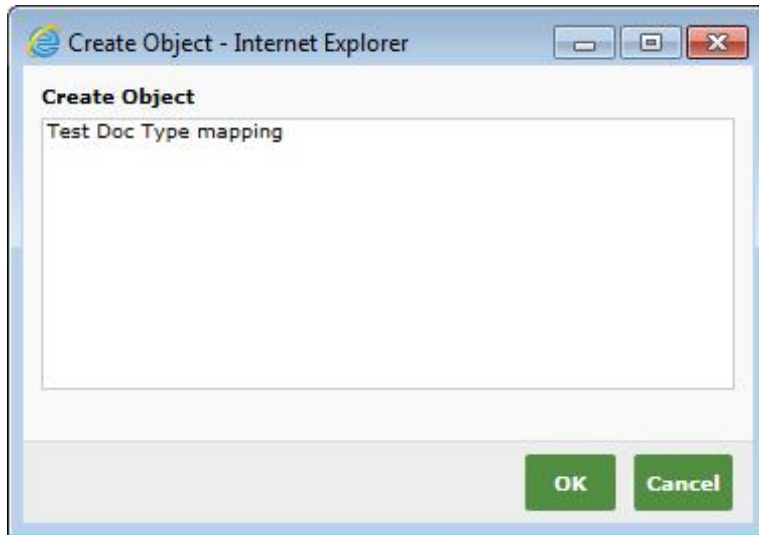 Create Object - Internet Explorer
Create Object
Test Doc Type mapping
OK Cancel